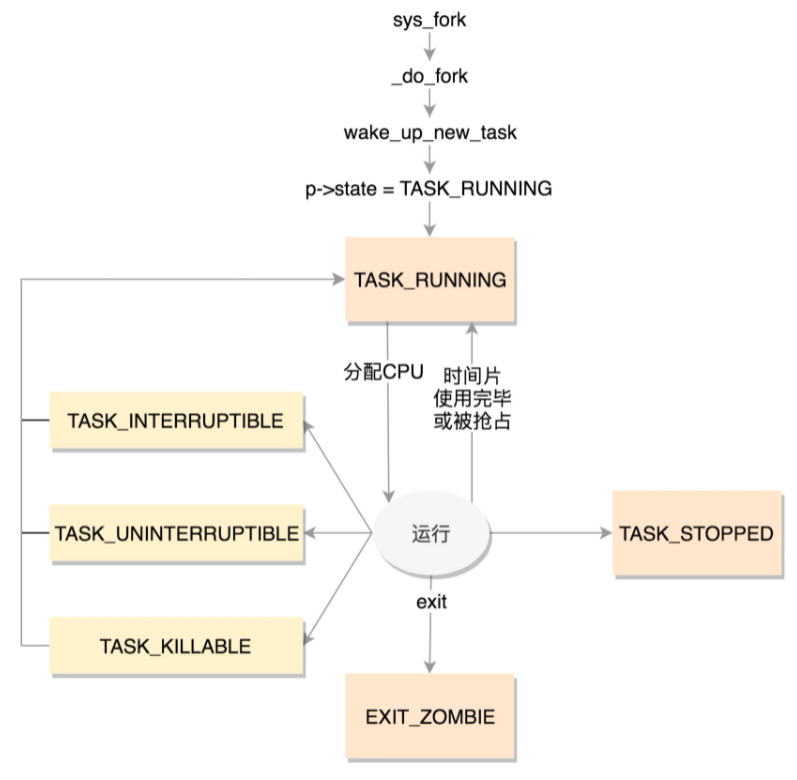 sys_fork
_do_fork
wake_up_new_task
p->state = TASK_RUNNING
TASK_RUNNING
分配CPU
时间片
使用完毕
或被抢占
TASK_INTERRUPTIBLE
TASK_UNINTERRUPTIBLE
运行
TASK_STOPPED
exit
TASK_KILLABLE
EXIT_ZOMBIE